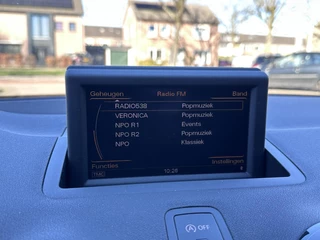 Geheugen Radio FM Band
RADIO538 Popmuziek
VERONICA Popmuziek
NPO R1 Events
NPO R2 Popmuziek
NPO Klassiek
Functies Instellingen
10:28
OFF